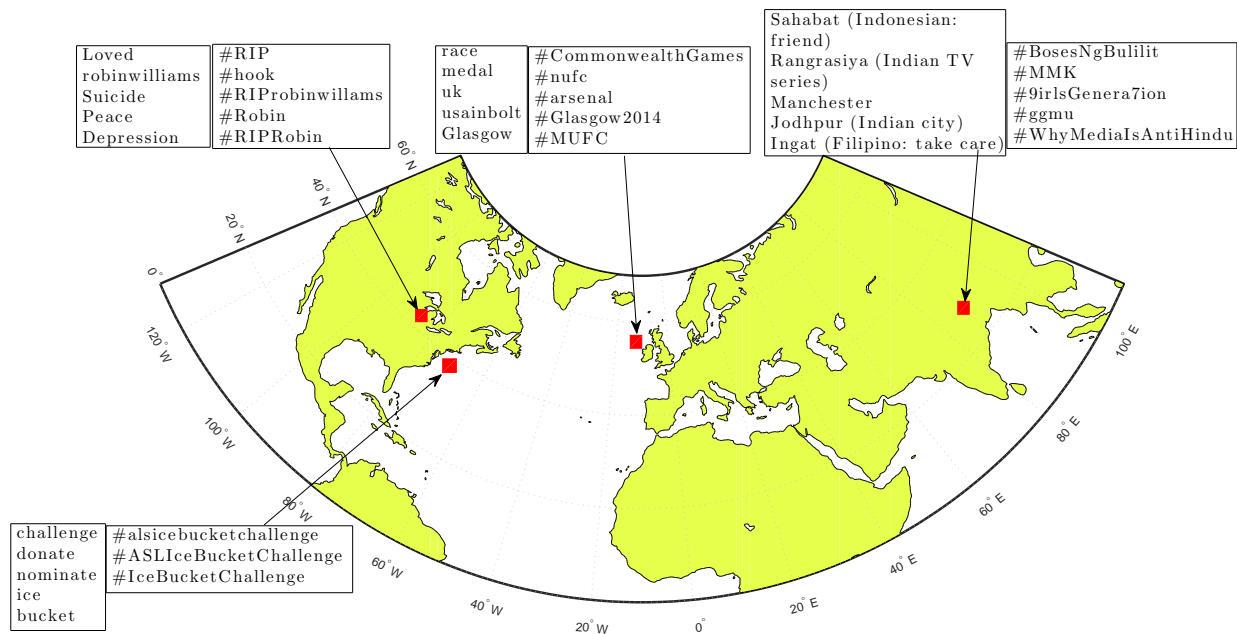 Loved
robinwilliams
Suicide
Peace
Depression
#RIP
#hook
#RIProbinwillams
#Robin
#RIPRobin
race
medal
uk
usainbolt
Glasgow
#CommonwealthGames
#nufc
#arsenal
#Glasgow2014
#MUFC
Sahabat (Indonesian:
friend)
Rangrasiya (Indian TV
series)
Manchester
Jodhpur (Indian city)
Ingat (Filipino: take care)
#BosesNgBulilit
#MMK
#9irlsGenera7ion
#ggmu
#WhyMediaIsAntiHindu
60° N
40° N
20° N
0°
120° W
100° W
80° W
60° W
40° W
20° W
0°
20° E
40° E
60° E
80° E
100° E
challenge
donate
nominate
ice
bucket
#alsicebucketchallenge
#ASLIceBucketChallenge
#IceBucketChallenge